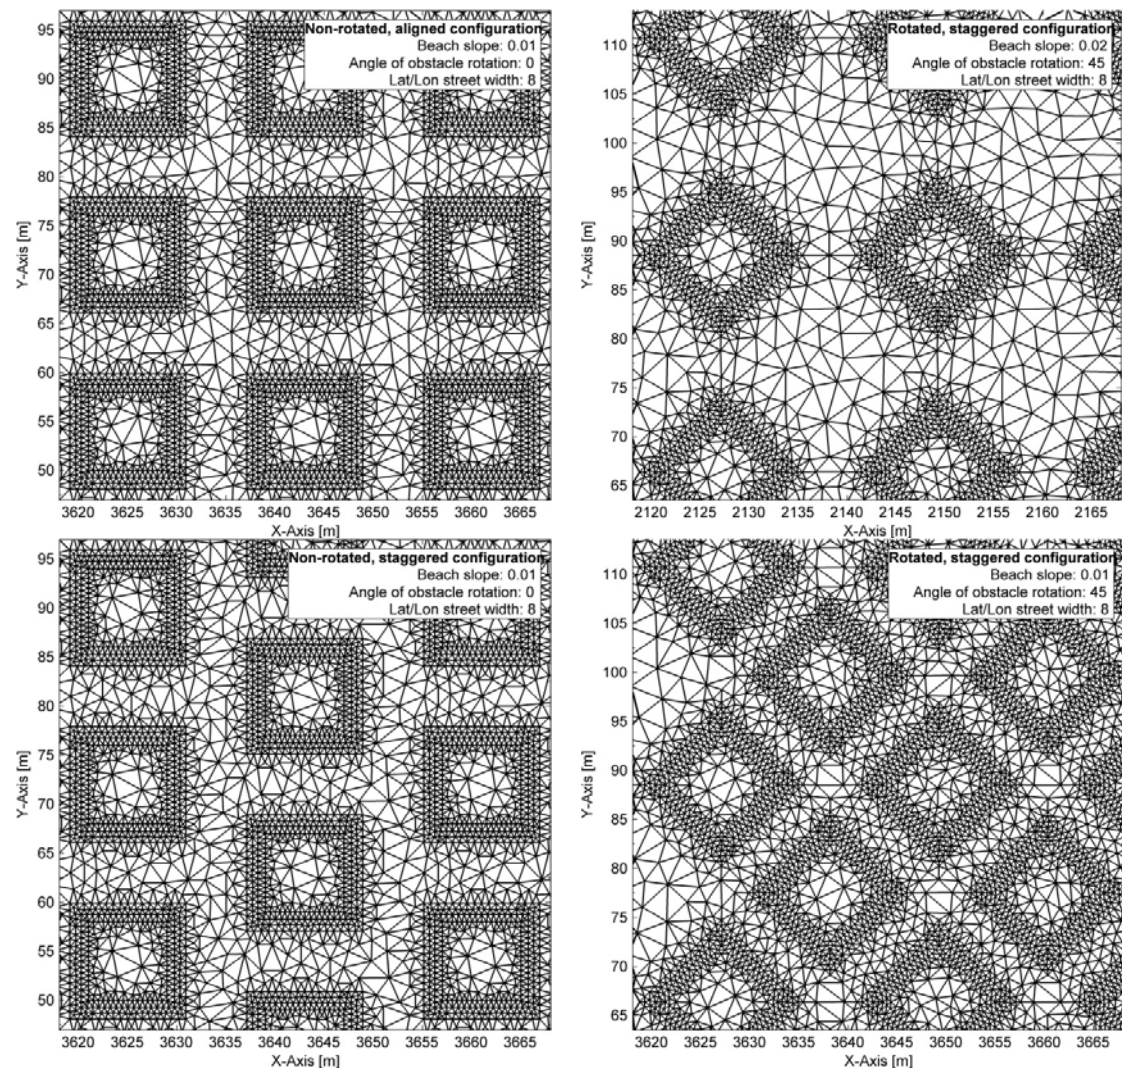 Non-rotated, aligned configuration
Beach slope: 0.01
Angle of obstacle rotation: 0
Lat/Lon street width: 8
95
90
85
80
75
70
65
60
55
50
Y-Axis [m]
3620 3625 3630 3635 3640 3645 3650 3655 3660 3665
X-Axis [m]
Rotated, staggered configuration
Beach slope: 0.02
Angle of obstacle rotation: 45
Lat/Lon street width: 8
110
105
100
95
90
85
80
75
70
65
Y-Axis [m]
2120 2125 2130 2135 2140 2145 2150 2155 2160 2165
X-Axis [m]
Non-rotated, staggered configuration
Beach slope: 0.01
Angle of obstacle rotation: 0
Lat/Lon street width: 8
95
90
85
80
75
70
65
60
55
50
Y-Axis [m]
3620 3625 3630 3635 3640 3645 3650 3655 3660 3665
X-Axis [m]
Rotated, staggered configuration
Beach slope: 0.01
Angle of obstacle rotation: 45
Lat/Lon street width: 8
110
105
100
95
90
85
80
75
70
65
Y-Axis [m]
3620 3625 3630 3635 3640 3645 3650 3655 3660 3665
X-Axis [m]